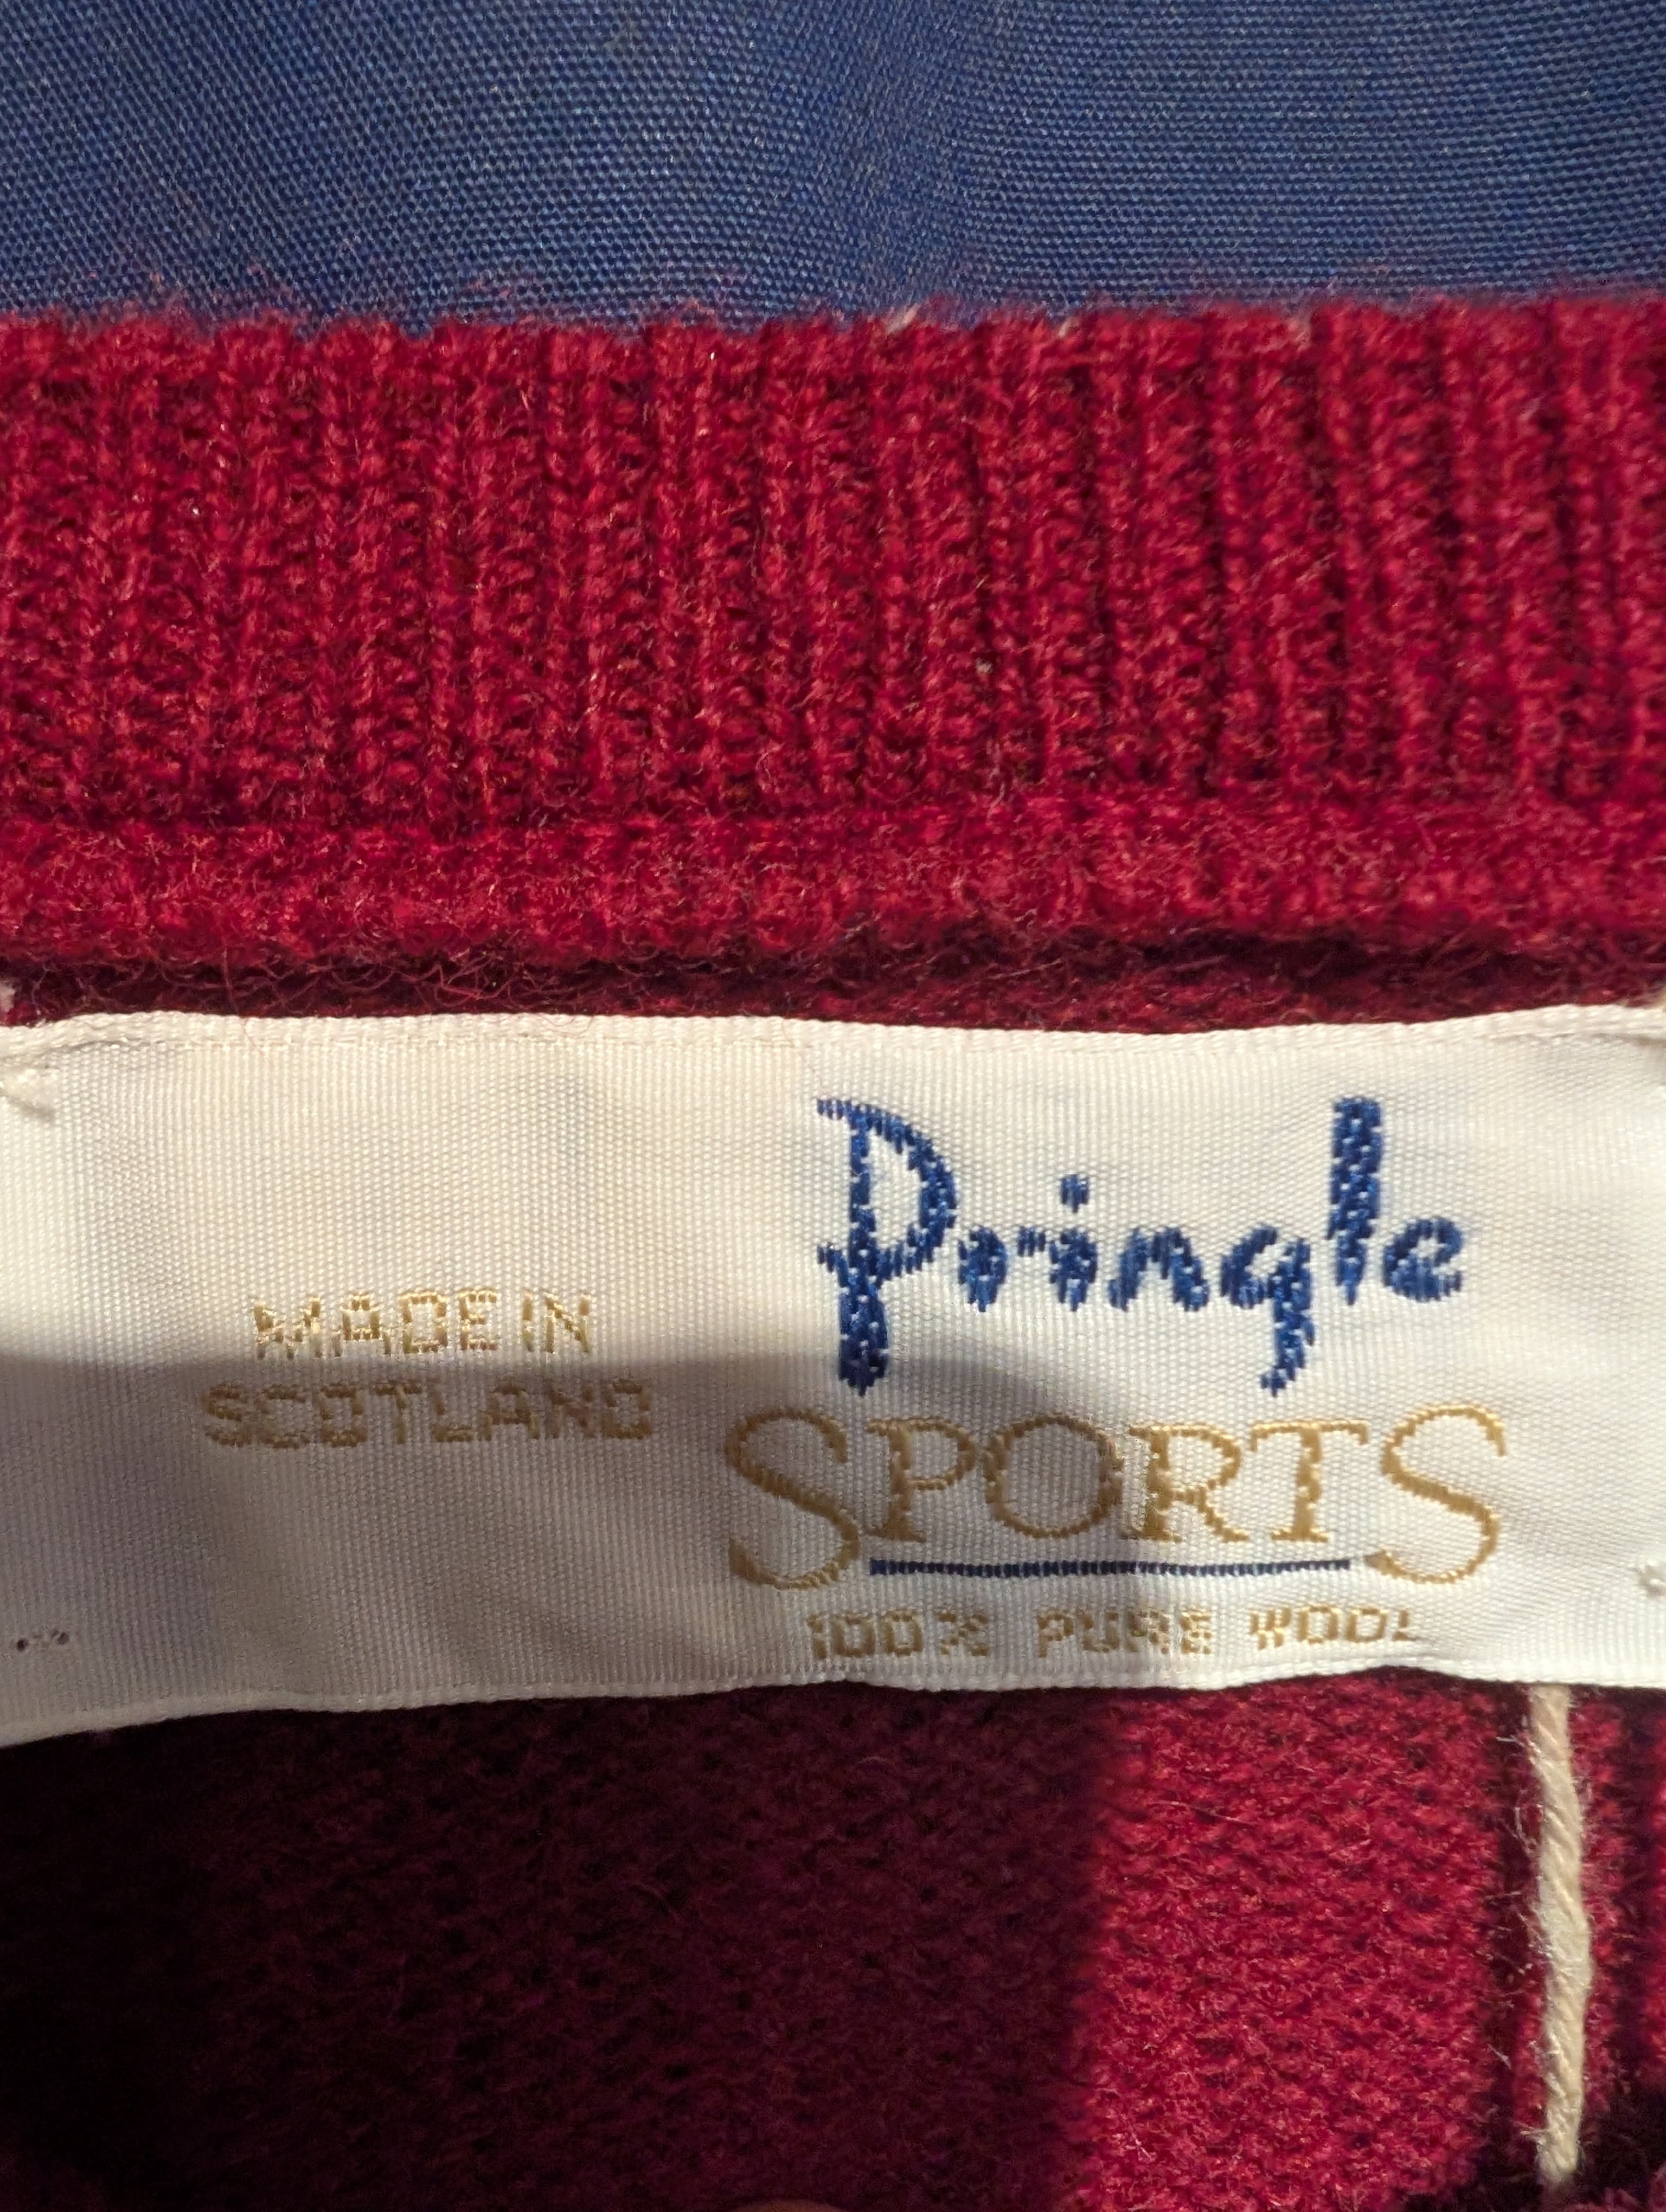 Pringle
MADE IN
SCOTLAND
SPORTS
100% PURE WOOL